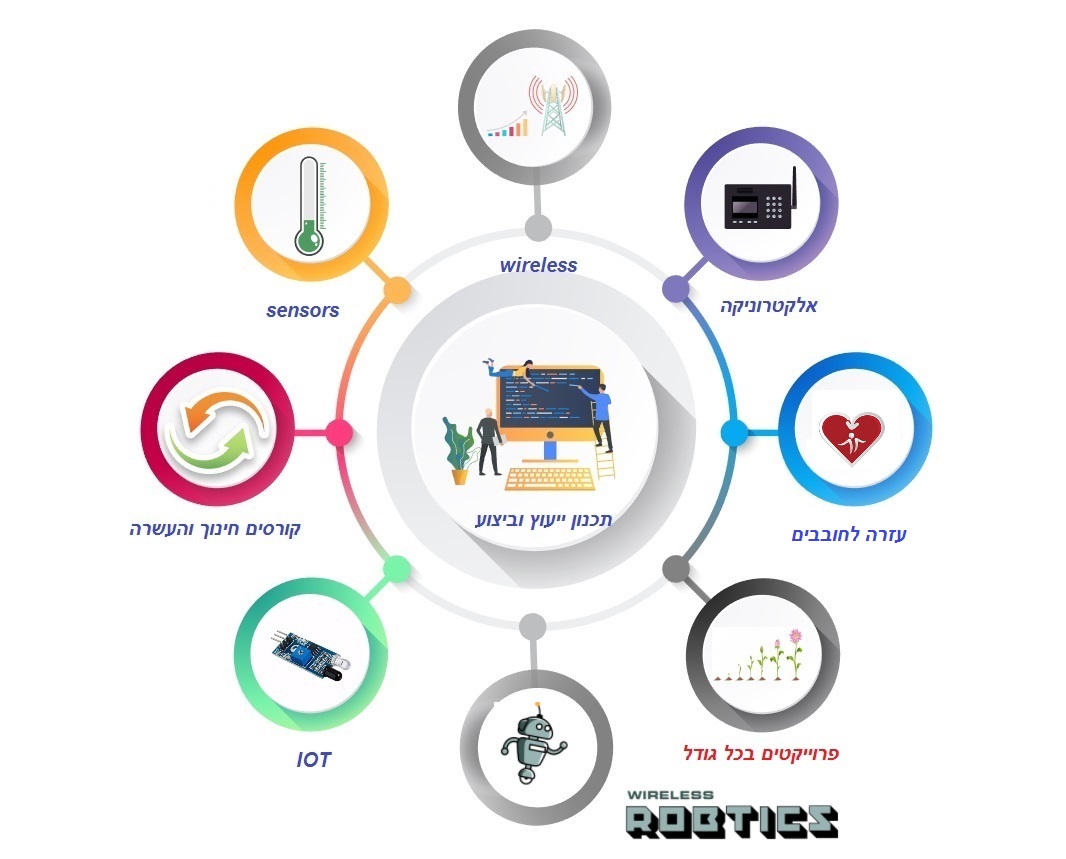 wireless
sensors
אלקטרוניקה
תכנון ייעוץ וביצוע
קורסים חינוך והעשרה
עזרה לחובבים
IOT
פרוייקטים בכל גודל
WIRELESS
ROBTICS